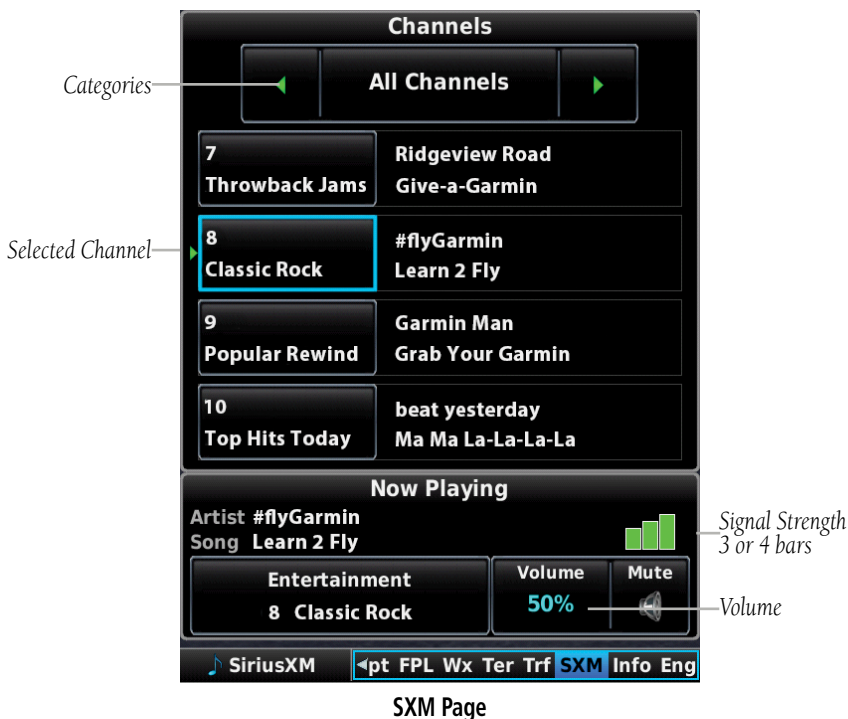 Channels
Categories
All Channels
7
Throwback Jams
Ridgeview Road
Give-a-Garmin
Selected Channel
8
Classic Rock
#flyGarmin
Learn 2 Fly
9
Popular Rewind
Garmin Man
Grab Your Garmin
10
Top Hits Today
beat yesterday
Ma Ma La-La-La-La
Now Playing
Artist #flyGarmin
Song Learn 2 Fly
Signal Strength
3 or 4 bars
Entertainment
8 Classic Rock
Volume
50%
Mute
Volume
SiriusXM
pt FPL Wx Ter Trf SXM Info Eng
SXM Page